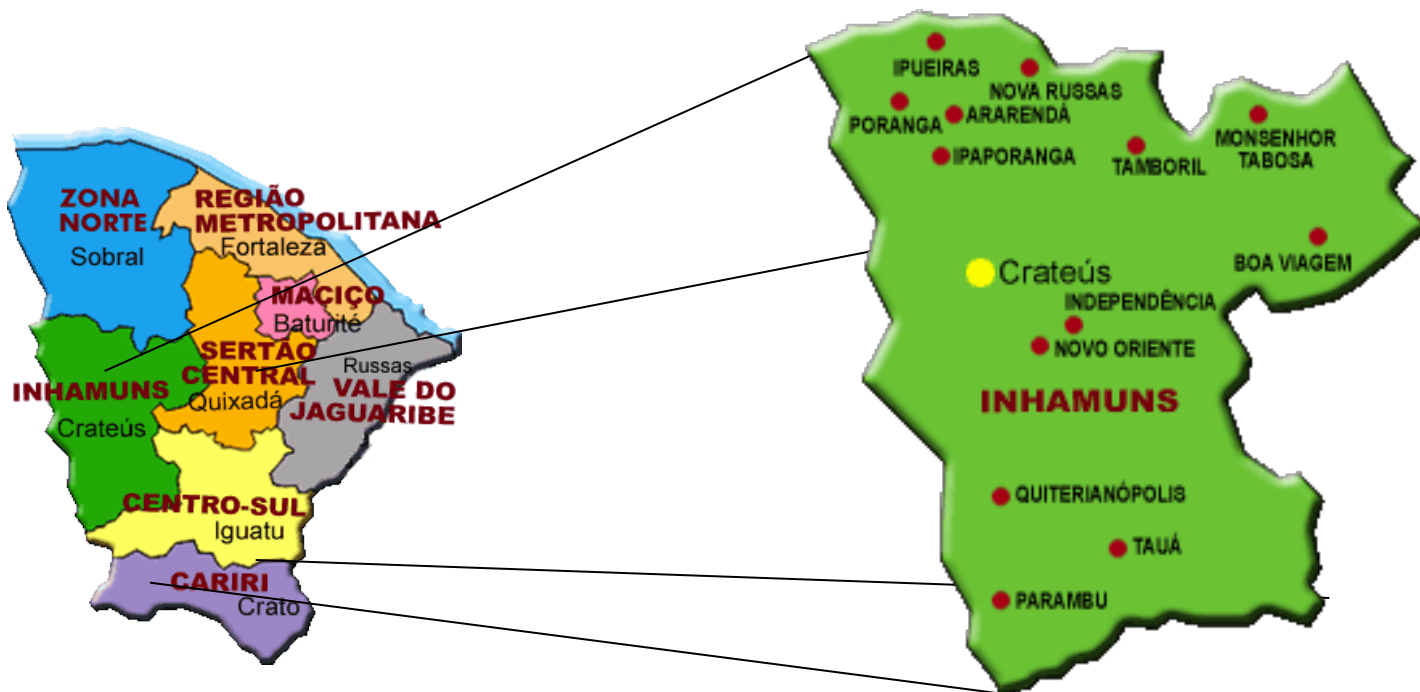 ZONA
NORTE
Sobral
REGIÃO
METROPOLITANA
Fortaleza
MACIÇO
Baturité
SERTÃO
CENTRAL
Quixadá
Russas
VALE DO
JAGUARIBE
INHAMUNS
Crateús
CENTRO-SUL
Iguatu
CARIRI
Crato
IPUEIRAS
NOVA RUSSAS
PORANGA
ARARENDÁ
IPAPORANGA
TAMBORIL
MONSENHOR
TABOSA
BOA VIAGEM
Crateús
INDEPENDÊNCIA
NOVO ORIENTE
INHAMUNS
QUITERIANÓPOLIS
TAUÁ
PARAMBU